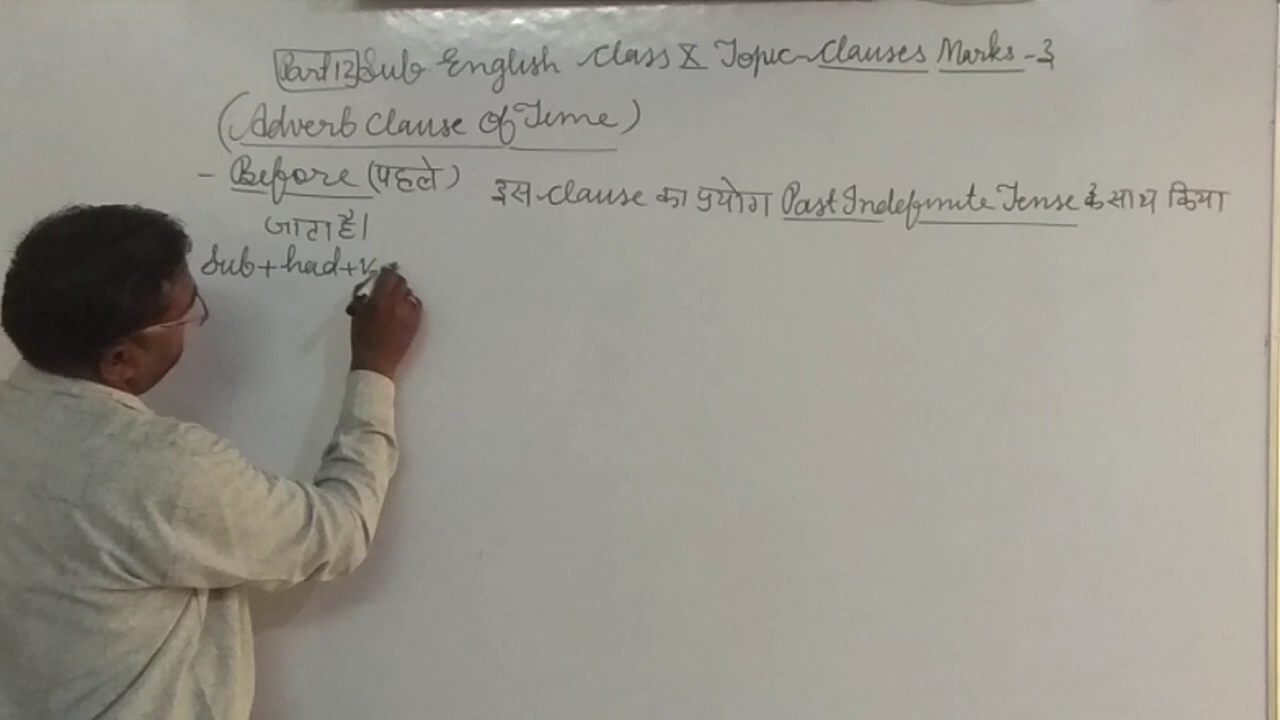 Part 12 Sub English Class X Topic - Clauses Marks - 3
(Adverb Clause Of Time)
- Before (पहले) इस clause का प्रयोग Past Indefinite Tense के साथ किया
जाता है।
Sub + had + V